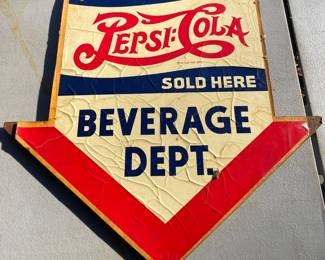 PEPSI:COLA
SOLD HERE
BEVERAGE
DEPT.